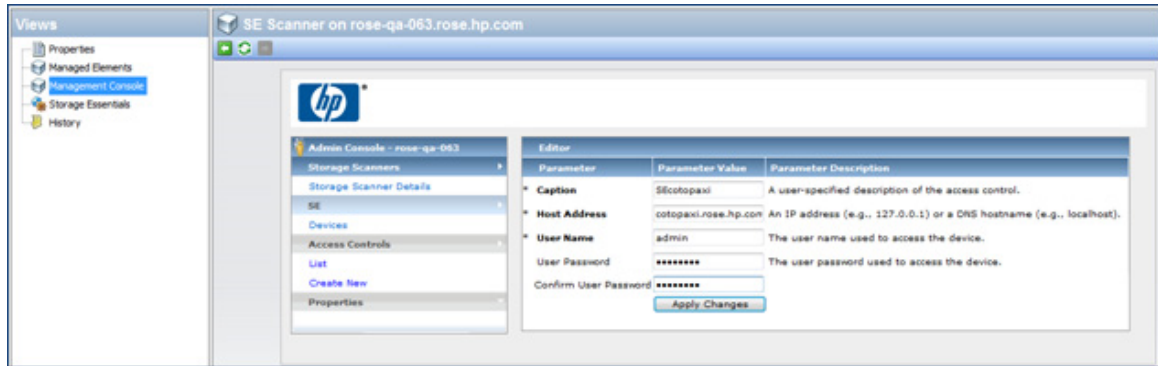 Views
Properties
Managed Elements
Management Console
Storage Essentials
History
SE Scanner on rose-qa-063.rose.hp.com
hp
Admin Console - rose-qa-063
Storage Scanners
Storage Scanner Details
SE
Devices
Access Controls
List
Create New
Properties
Editor
Parameter Parameter Value Parameter Description
* Caption SEcotopaxi A user-specified description of the access control.
* Host Address cotopaxi.rose.hp.com An IP address (e.g., 127.0.0.1) or a DNS hostname (e.g., localhost).
* User Name admin The user name used to access the device.
User Password •••••••• The user password used to access the device.
Confirm User Password ••••••••
Apply Changes